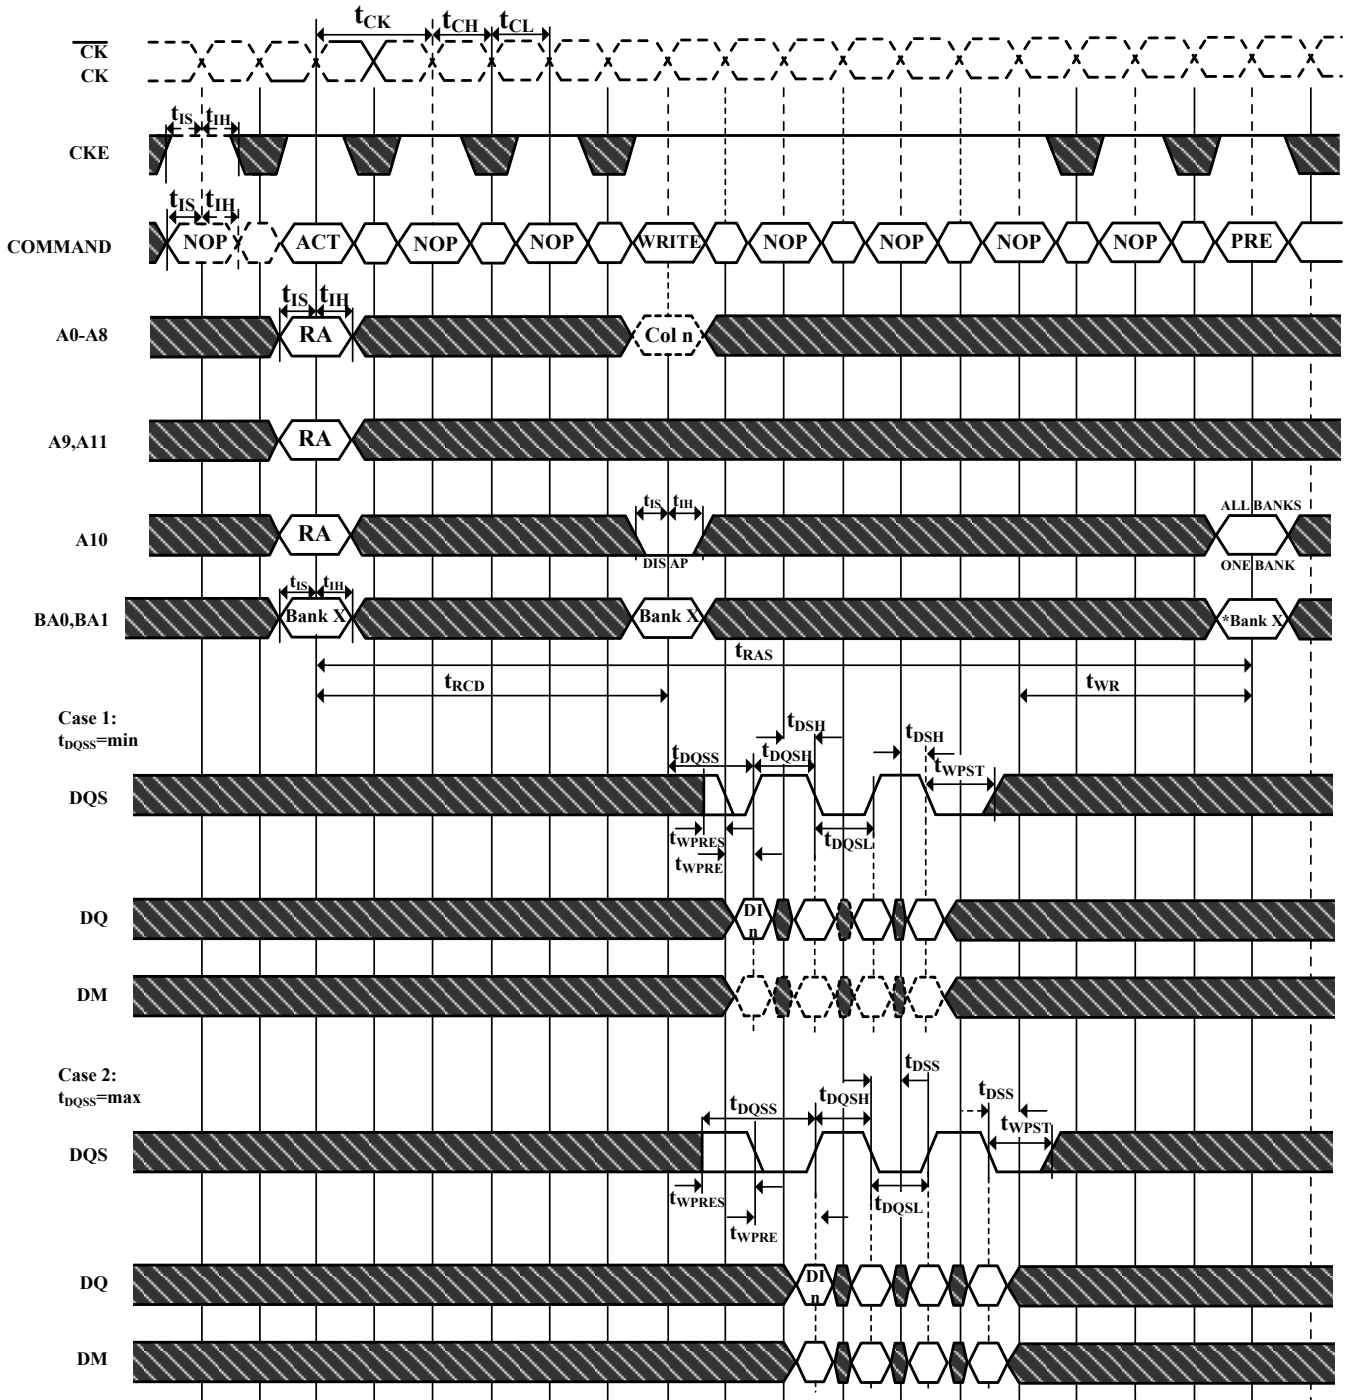 tCK tCH tCL
CK
CK
tIS tIH
CKE
tIS tIH
COMMAND NOP ACT NOP NOP WRITE NOP NOP NOP NOP PRE
tIS tIH
A0-A8 RA Col n
A9,A11 RA
tIS tIH ALL BANKS
A10 RA
DIS AP ONE BANK
tIS tIH
BA0,BA1 Bank X Bank X *Bank X
tRAS
tRCD tWR
Case 1:
tDQSS=min
tDSH tDSH
tDQSS tDQSH tWPST
DQS
tWPRES tDQSL
tWPRE
DQ DI
n
DM
Case 2:
tDQSS=max
tDSS tDSS
tDQSS tDQSH tWPST
DQS
tWPRES tDQSL
tWPRE
DQ DI
n
DM